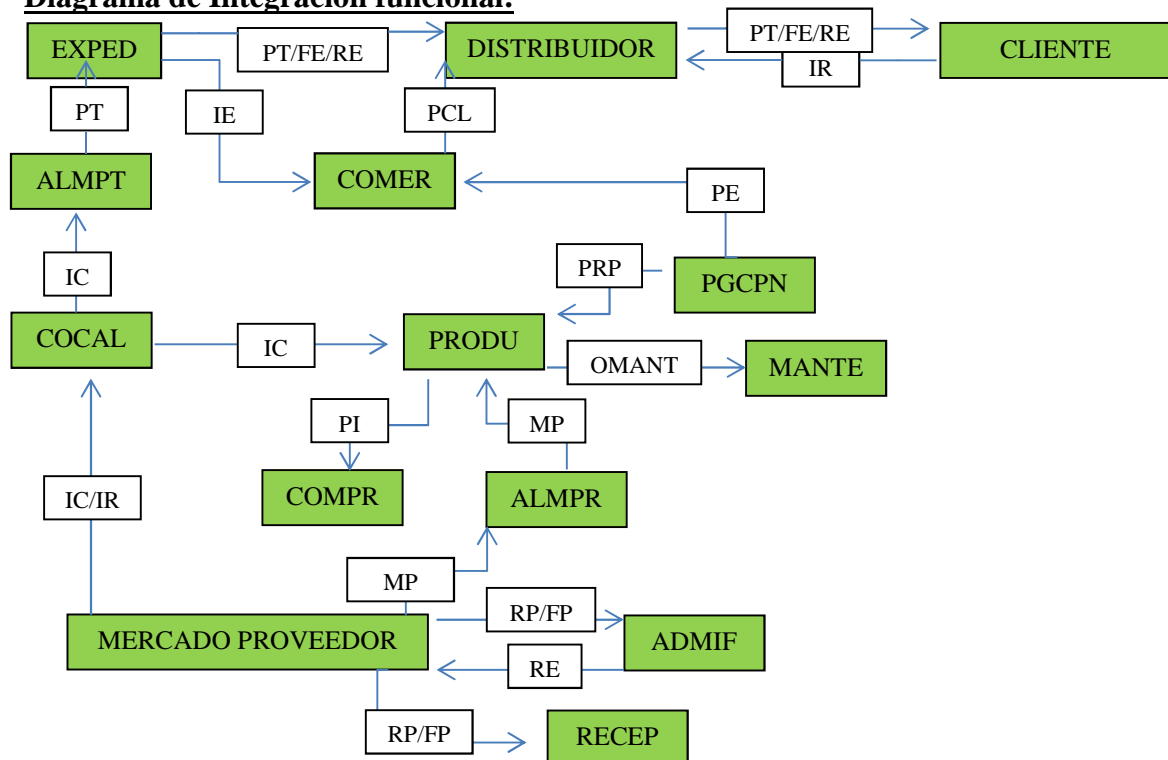 Diagrama de Integración funcional:
EXPED
PT/FE/RE
DISTRIBUIDOR
PT/FE/RE
IR
CLIENTE
PT
IE
PCL
ALMPT
COMER
PE
IC
PRP
PGCPN
COCAL
IC
PRODU
OMANT
MANTE
PI
MP
IC/IR
COMPR
ALMPR
MP
RP/FP
MERCADO PROVEEDOR
ADMIF
RE
RP/FP
RECEP